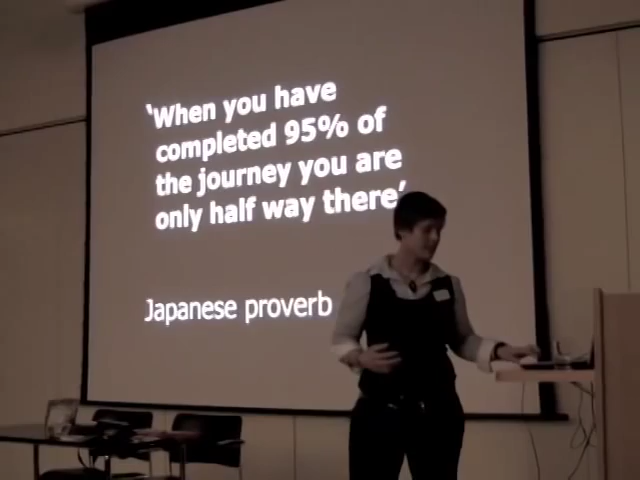 ‘When you have
completed 95% of
the journey you are
only half way there’
Japanese proverb